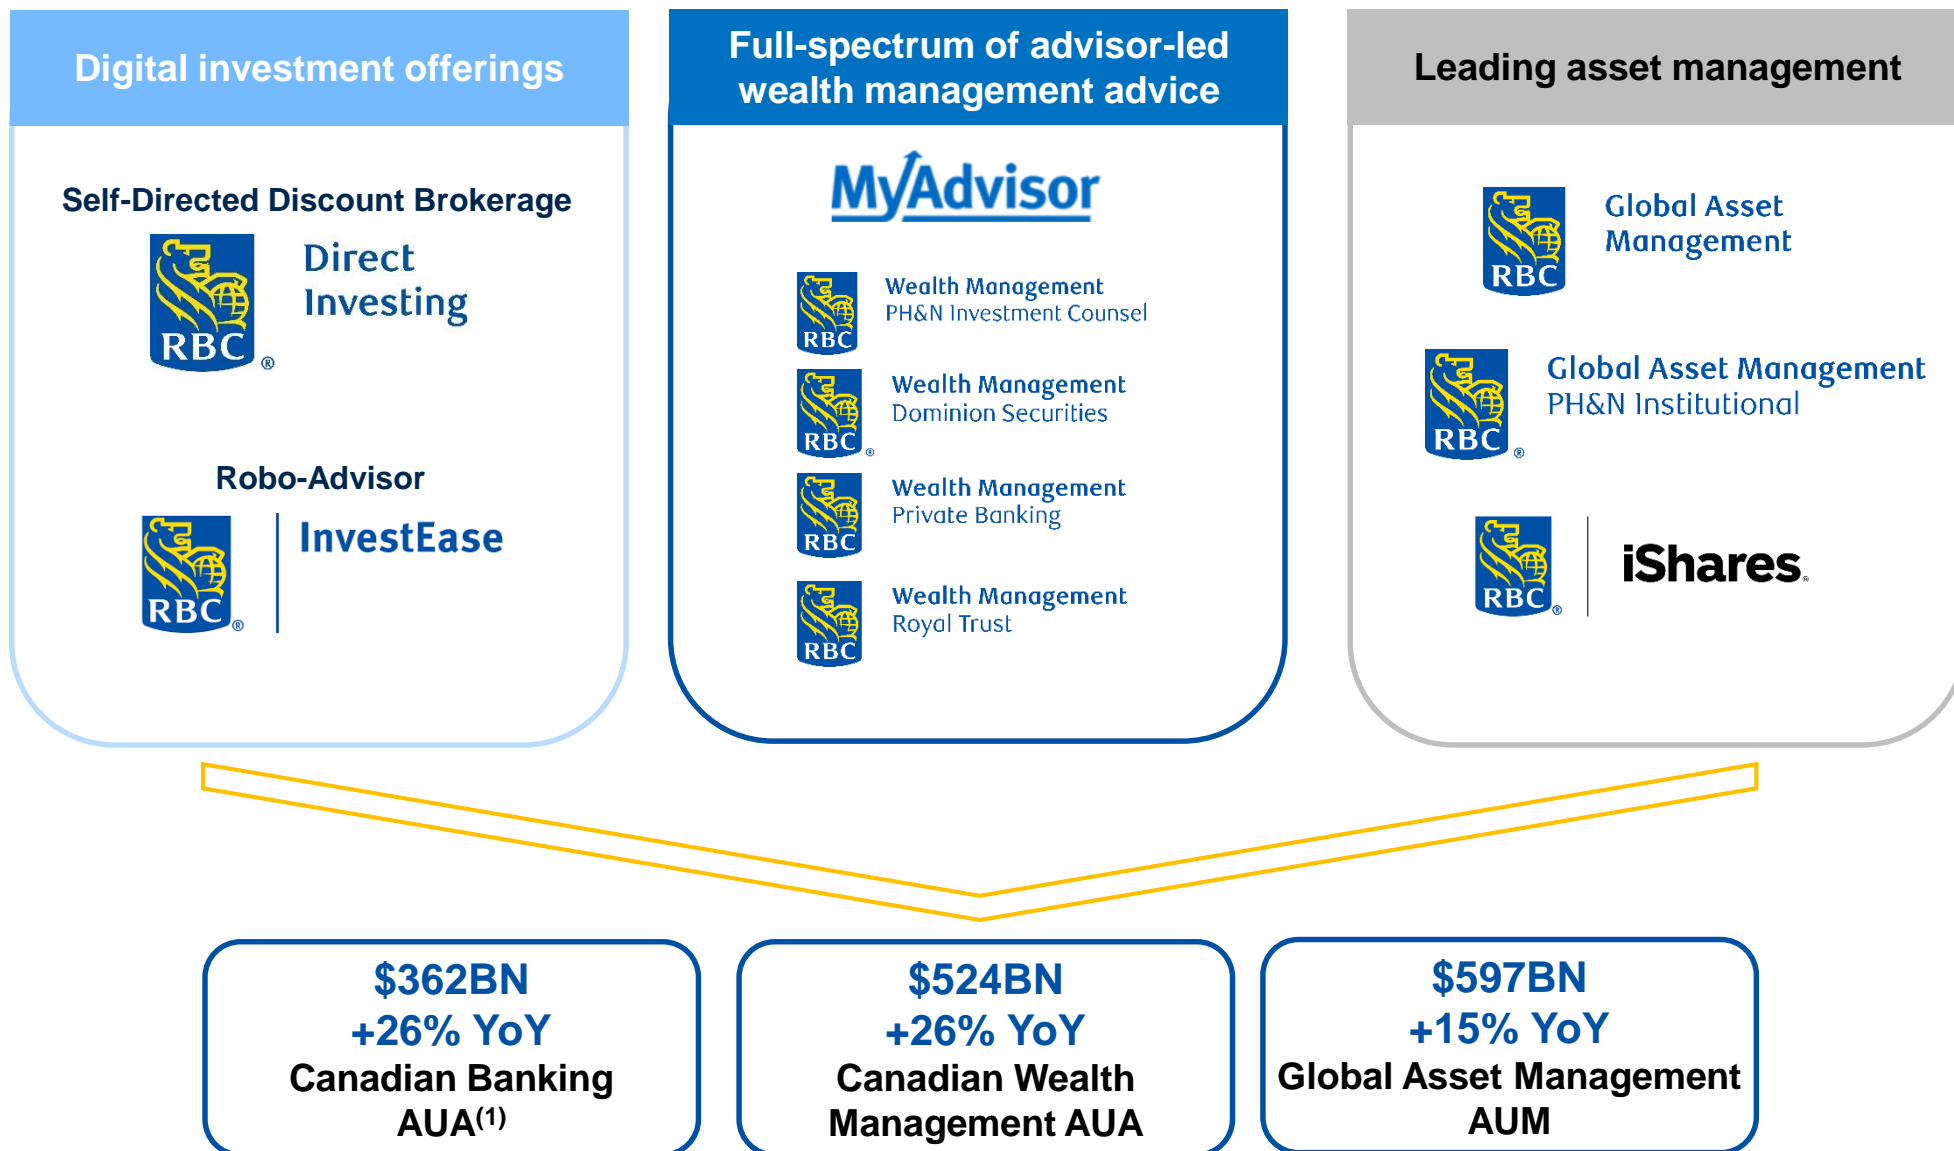 Digital investment offerings
Self-Directed Discount Brokerage
RBC
®
Direct
Investing
Robo-Advisor
RBC
®
InvestEase
Full-spectrum of advisor-led
wealth management advice
MyAdvisor
RBC
Wealth Management
PH&N Investment Counsel
RBC
®
Wealth Management
Dominion Securities
RBC
Wealth Management
Private Banking
RBC
Wealth Management
Royal Trust
Leading asset management
RBC
Global Asset
Management
RBC
®
Global Asset Management
PH&N Institutional
RBC
®
iShares®
$362BN
+26% YoY
Canadian Banking
AUA(1)
$524BN
+26% YoY
Canadian Wealth
Management AUA
$597BN
+15% YoY
Global Asset Management
AUM